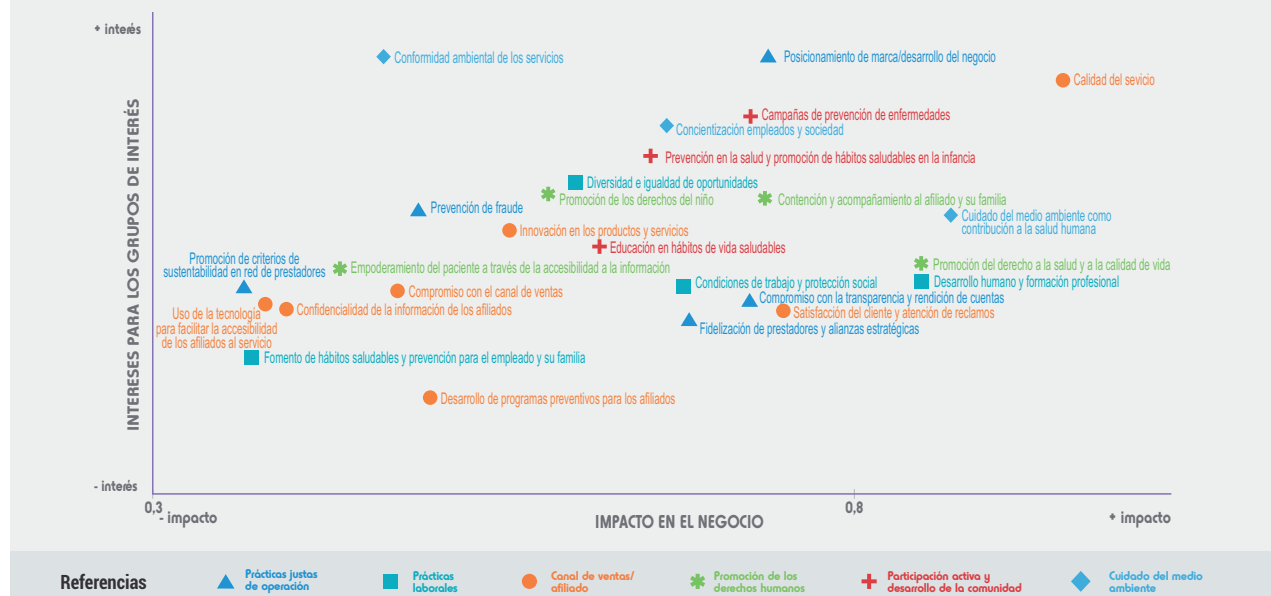 + interés
Conformidad ambiental de los servicios
Posicionamiento de marca/desarrollo del negocio
Calidad del sevicio
Campañas de prevención de enfermedades
Concientización empleados y sociedad
Prevención en la salud y promoción de hábitos saludables en la infancia
Diversidad e igualdad de oportunidades
Promoción de los derechos del niño
Contención y acompañamiento al afiliado y su familia
Prevención de fraude
Cuidado del medio ambiente como
contribución a la salud humana
Innovación en los productos y servicios
Educación en hábitos de vida saludables
Promoción de criterios de
sustentabilidad en red de prestadores
Empoderamiento del paciente a través de la accesibilidad a la información
Promoción del derecho a la salud y a la calidad de vida
Condiciones de trabajo y protección social
Desarrollo humano y formación profesional
Compromiso con el canal de ventas
Compromiso con la transparencia y rendición de cuentas
Confidencialidad de la información de los afiliados
Satisfacción del cliente y atención de reclamos
Uso de la tecnología
para facilitar la accesibilidad
de los afiliados al servicio
Fidelización de prestadores y alianzas estratégicas
Fomento de hábitos saludables y prevención para el empleado y su familia
Desarrollo de programas preventivos para los afiliados
INTERESES PARA LOS GRUPOS DE INTERÉS
- interés
0,3
- impacto
IMPACTO EN EL NEGOCIO
0,8
+ impacto
Referencias
Prácticas justas
de operación
Prácticas
laborales
Canal de ventas/
afiliado
Promoción de los
derechos humanos
Participación activa y
desarrollo de la comunidad
Cuidado del medio
ambiente